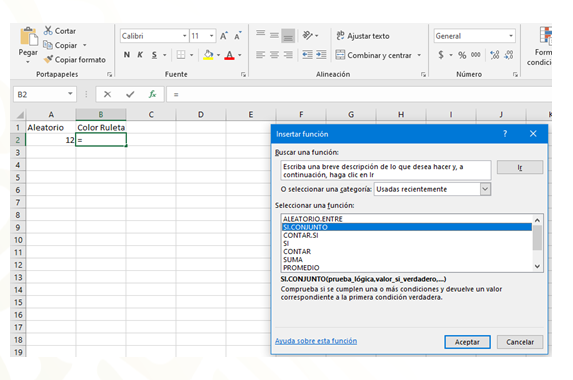 Cortar
Copiar
Copiar formato
Pegar
Portapapeles
Calibri 11 A A
N K S A
Fuente
Ajustar texto
Combinar y centrar
Alineación
General
$ % 000
Número
Form
condici
B2 fx =
A B C D E F G H I J K
1 Aleatorio Color Ruleta
2 12 =
3
4
5
6
7
8
9
10
11
12
13
14
15
16
17
18
19
Insertar función ? ×
Buscar una función:
Escriba una breve descripción de lo que desea hacer y, a
continuación, haga clic en Ir
Ir
O seleccionar una categoría: Usadas recientemente
Seleccionar una función:
ALEATORIO.ENTRE
SI.CONJUNTO
CONTAR.SI
SI
CONTAR
SUMA
PROMEDIO
SI.CONJUNTO(prueba_lógica,valor_si_verdadero,...)
Comprueba si se cumplen una o más condiciones y devuelve un valor
correspondiente a la primera condición verdadera.
Ayuda sobre esta función
Aceptar Cancelar